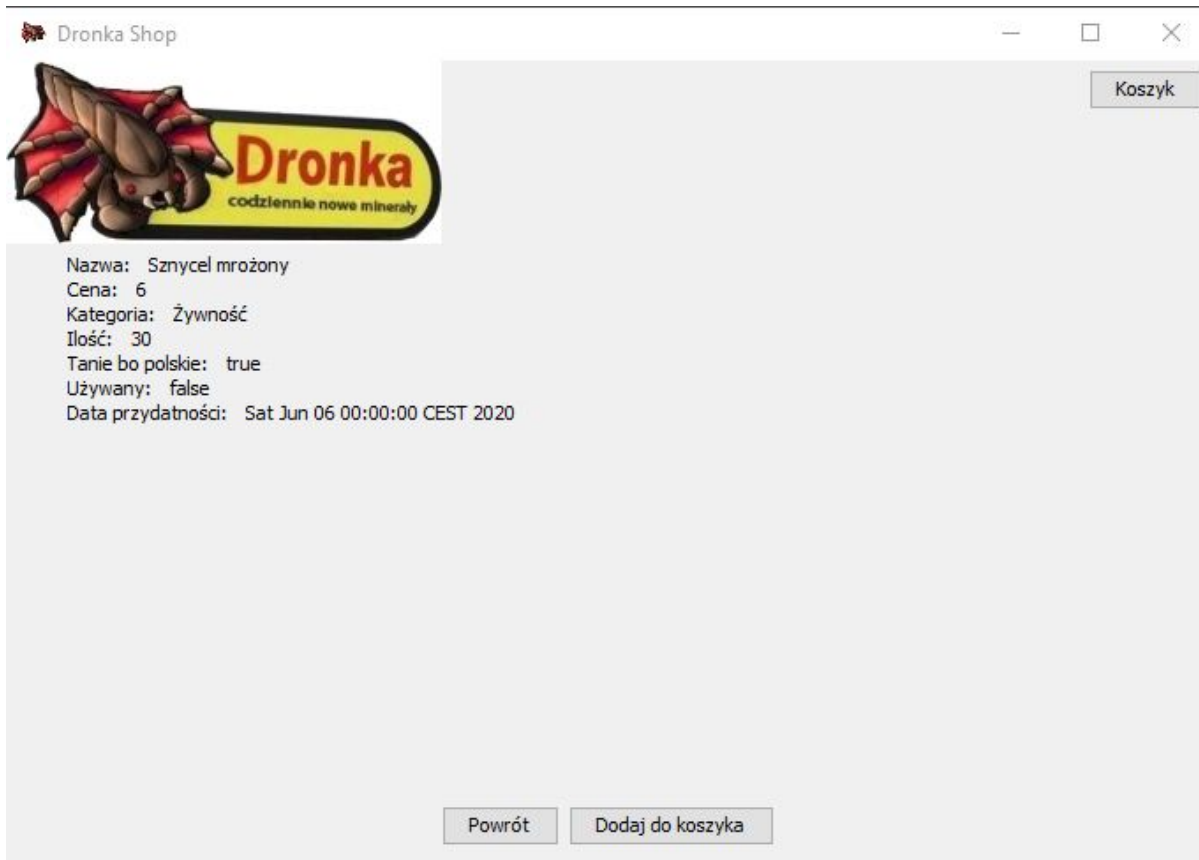 Dronka Shop
Koszyk
Dronka
codziennie nowe minerały
Nazwa: Sznycel mrożony
Cena: 6
Kategoria: Żywność
Ilość: 30
Tanie bo polskie: true
Używany: false
Data przydatności: Sat Jun 06 00:00:00 CEST 2020
Powrót Dodaj do koszyka